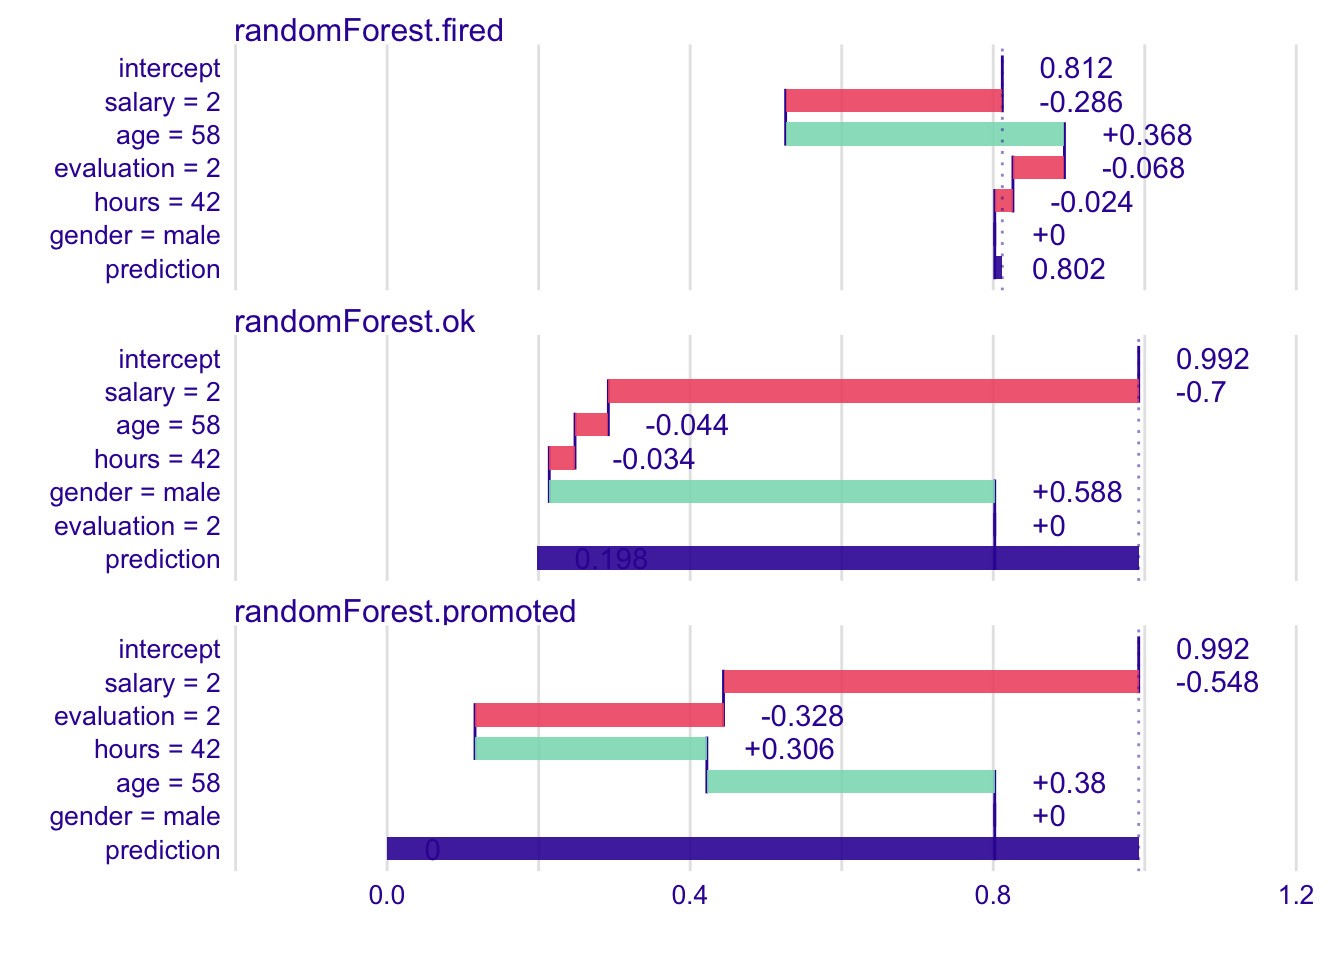 randomForest.fired
intercept 0.812
salary = 2 -0.286
age = 58 +0.368
evaluation = 2 -0.068
hours = 42 -0.024
gender = male +0
prediction 0.802
randomForest.ok
intercept 0.992
salary = 2 -0.7
age = 58 -0.044
hours = 42 -0.034
gender = male +0.588
evaluation = 2 +0
prediction 0.198
randomForest.promoted
intercept 0.992
salary = 2 -0.548
evaluation = 2 -0.328
hours = 42 +0.306
age = 58 +0.38
gender = male +0
prediction 0
0.0 0.4 0.8 1.2